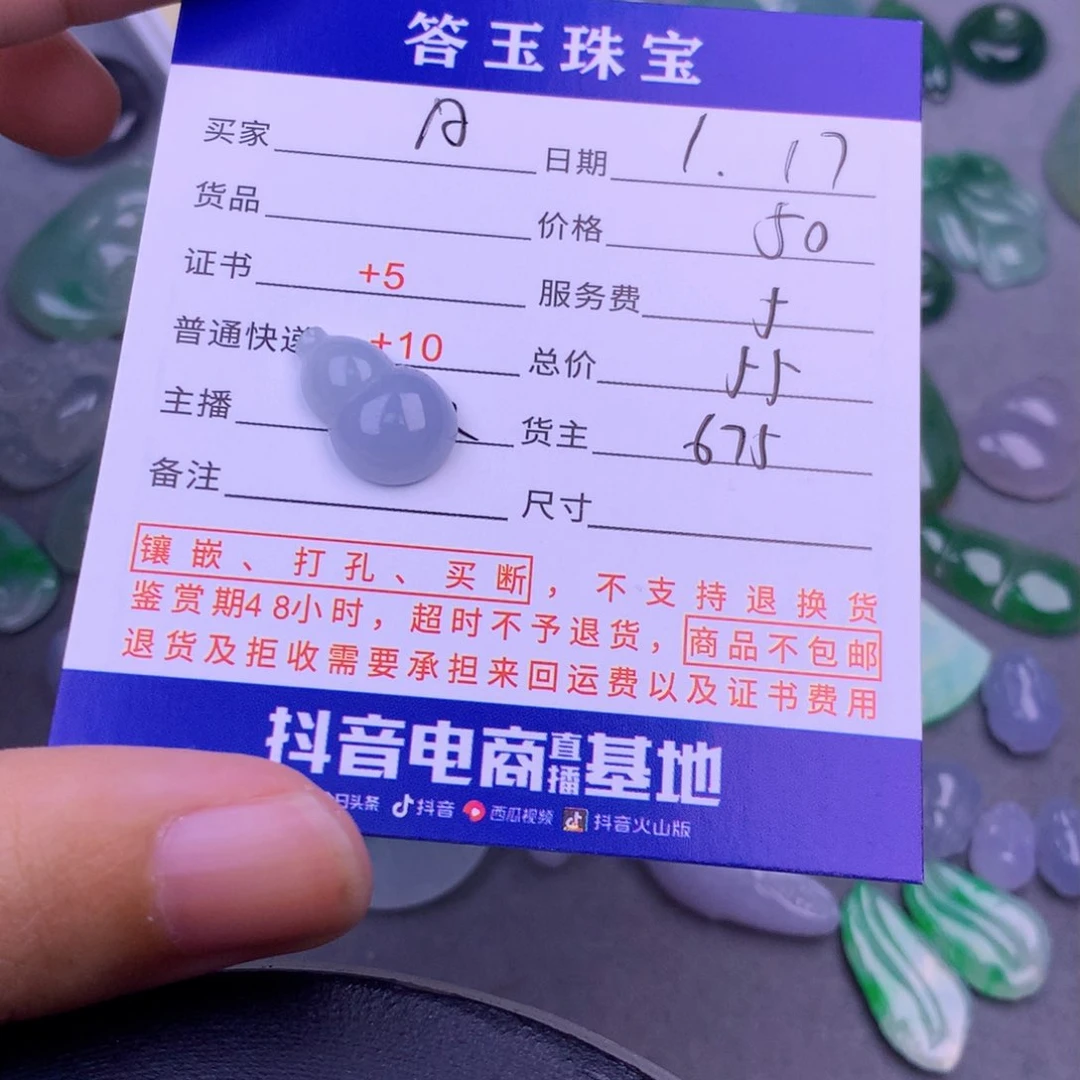 答玉珠宝
买家 A 日期 1.17
货品 价格 50
证书 +5 服务费 5
普通快递 +10 总价 55
主播 货主 675
备注 尺寸
镶嵌、打孔、买断，不支持退换货
鉴赏期48小时，超时不予退货，商品不包邮
退货及拒收需要承担来回运费以及证书费用
抖音电商直播基地
日头条 抖音 西瓜视频 抖音火山版